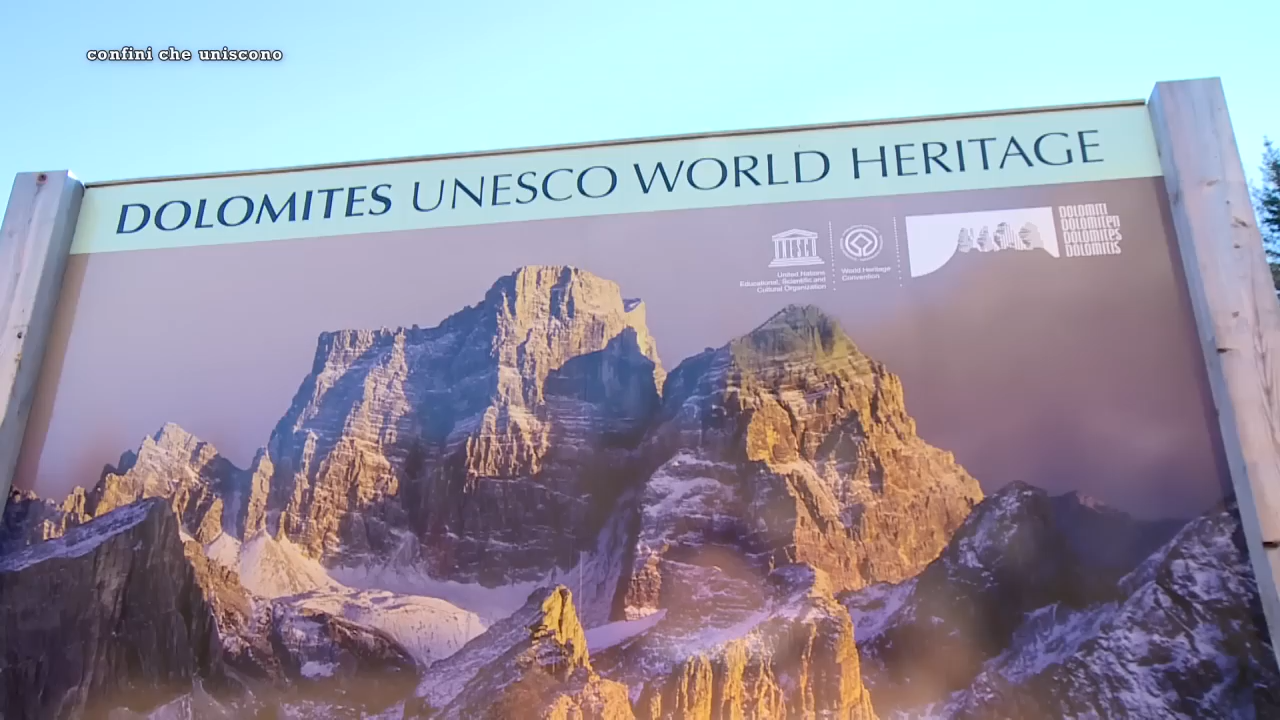 confini che uniscono
DOLOMITES UNESCO WORLD HERITAGE
United Nations
Educational, Scientific and
Cultural Organization
World Heritage
Convention
DOLOMITI
DOLOMITEN
DOLOMITES
DOLOMITIS